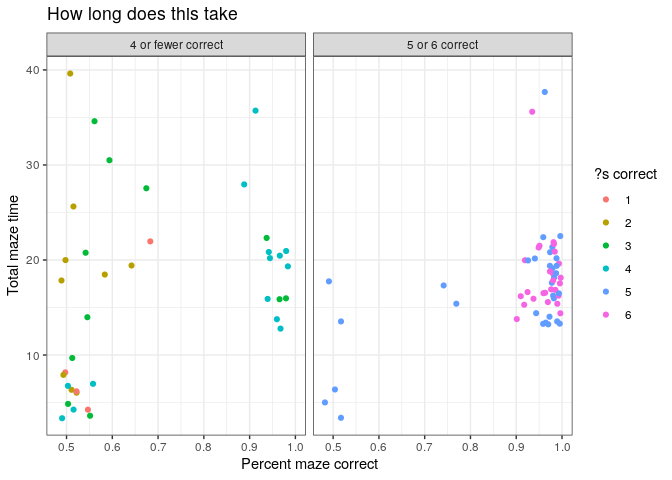 How long does this take
4 or fewer correct
5 or 6 correct
40
30
20
10
Total maze time
0.5 0.6 0.7 0.8 0.9 1.0
0.5 0.6 0.7 0.8 0.9 1.0
Percent maze correct
?s correct
1
2
3
4
5
6